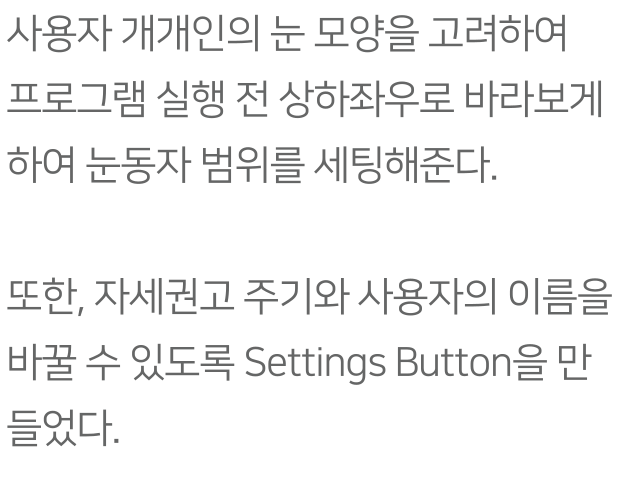 사용자 개개인의 눈 모양을 고려하여
프로그램 실행 전 상하좌우로 바라보게
하여 눈동자 범위를 세팅해준다.
또한, 자세권고 주기와 사용자의 이름을
바꿀 수 있도록 Settings Button을 만
들었다.